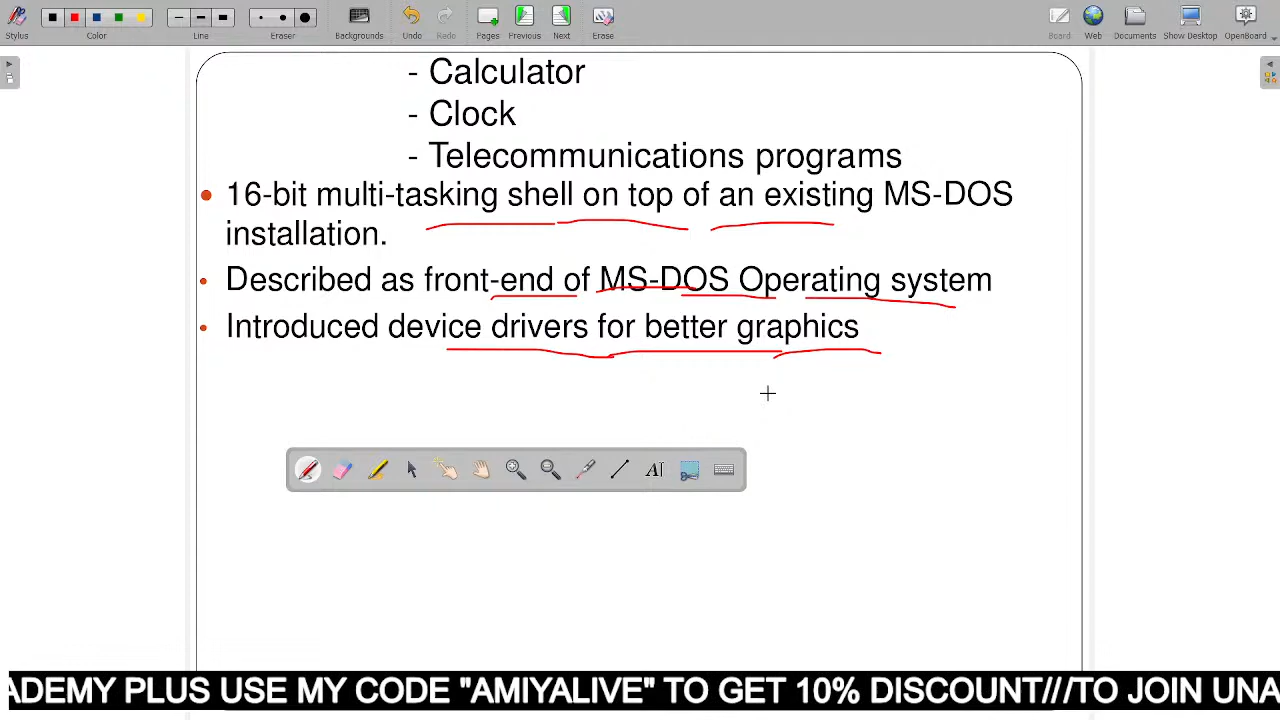 Stylus
Color
Line
Eraser
Backgrounds
Undo
Redo
Pages
Previous
Next
Erase
Board
Web
Documents
Show Desktop
OpenBoard
- Calculator
- Clock
- Telecommunications programs
• 16-bit multi-tasking shell on top of an existing MS-DOS
installation.
• Described as front-end of MS-DOS Operating system
• Introduced device drivers for better graphics
AI
ADEMY PLUS USE MY CODE "AMIYALIVE" TO GET 10% DISCOUNT///TO JOIN UNA